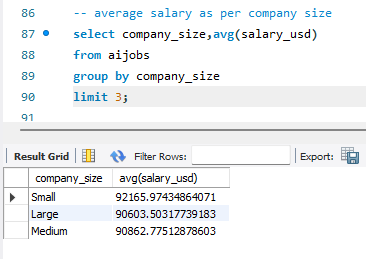 86 -- average salary as per company size
87 select company_size,avg(salary_usd)
88 from aijobs
89 group by company_size
90 limit 3;
91
Result Grid Filter Rows: Export:
company_size avg(salary_usd)
Small 92165.97434864071
Large 90603.50317739183
Medium 90862.77512878603